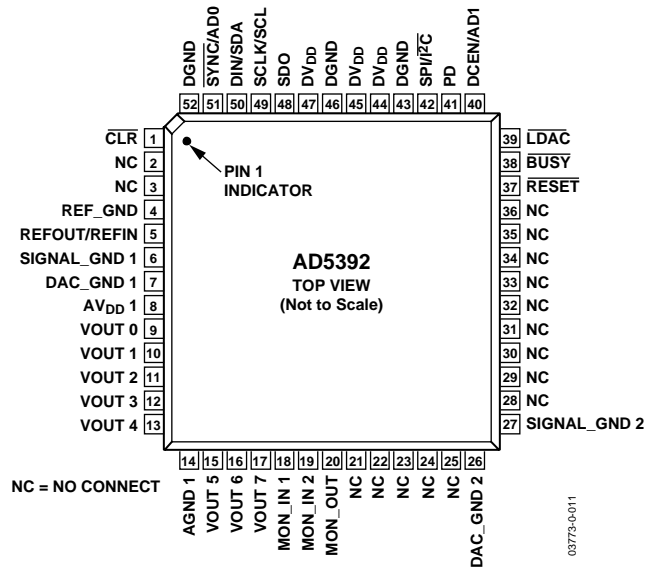 52 DGND
51 SYNC/AD0
50 DIN/SDA
49 SCLK/SCL
48 SDO
47 DVDD
46 DGND
45 DVDD
44 DVDD
43 DGND
42 SPI/I2C
41 PD
40 DCEN/AD1
CLR 1
NC 2
NC 3
REF_GND 4
REFOUT/REFIN 5
SIGNAL_GND 1 6
DAC_GND 1 7
AVDD 1 8
VOUT 0 9
VOUT 1 10
VOUT 2 11
VOUT 3 12
VOUT 4 13
PIN 1
INDICATOR
AD5392
TOP VIEW
(Not to Scale)
39 LDAC
38 BUSY
37 RESET
36 NC
35 NC
34 NC
33 NC
32 NC
31 NC
30 NC
29 NC
28 NC
27 SIGNAL_GND 2
14 AGND 1
15 VOUT 5
16 VOUT 6
17 VOUT 7
18 MON_IN 1
19 MON_IN 2
20 MON_OUT
21 NC
22 NC
23 NC
24 NC
25 NC
26 DAC_GND 2
NC = NO CONNECT
03773-0-011